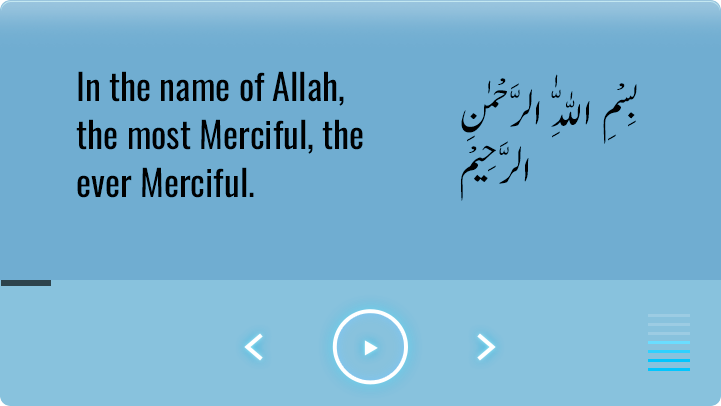 In the name of Allah,
the most Merciful, the
ever Merciful.
بِسْمِ اللّٰهِ الرَّحْمٰنِ
الرَّحِيْمِ